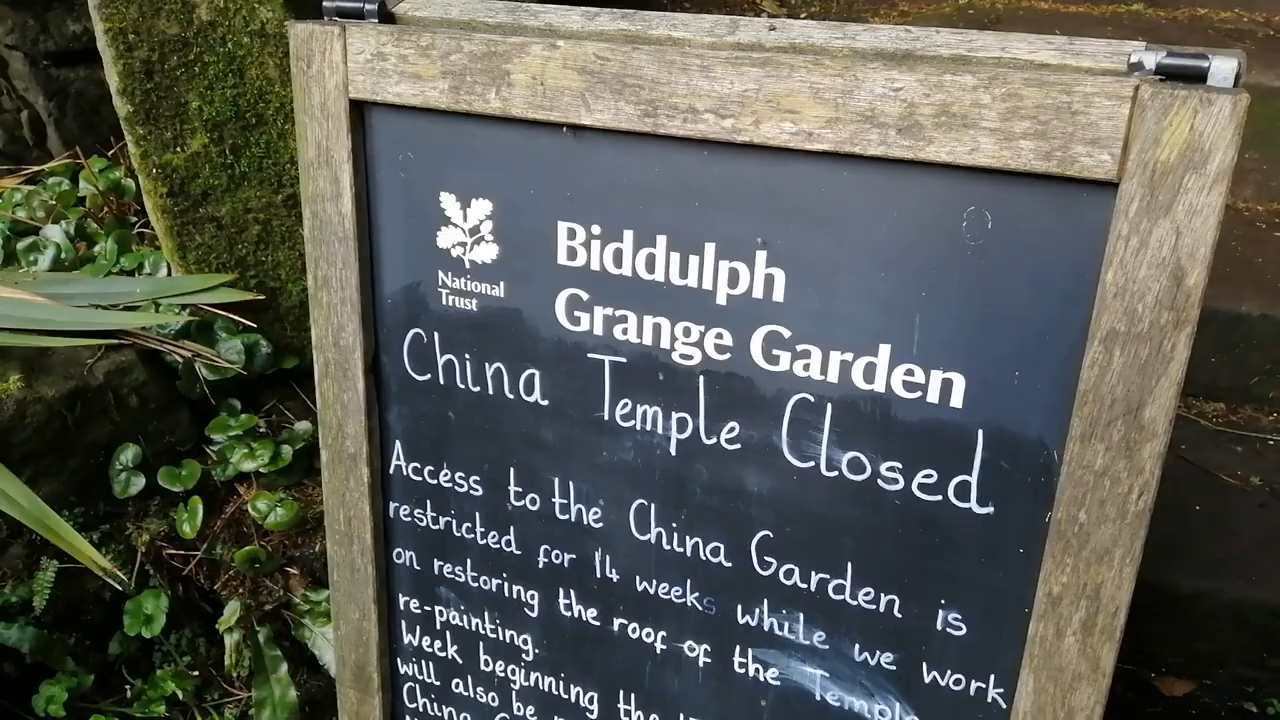 National
Trust
Biddulph
Grange Garden
China Temple Closed
Access to the China Garden is
restricted for 14 weeks while we work
on restoring the roof of the Temple
re-painting.
Week beginning the
will also be
China